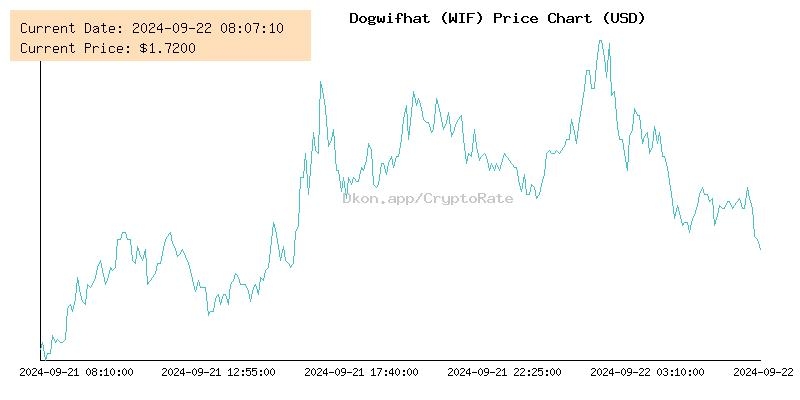 Dogwifhat (WIF) Price Chart (USD)
Current Date: 2024-09-22 08:07:10
Current Price: $1.7200
Dkon.app/CryptoRate
2024-09-21 08:10:00 2024-09-21 12:55:00 2024-09-21 17:40:00 2024-09-21 22:25:00 2024-09-22 03:10:00 2024-09-22